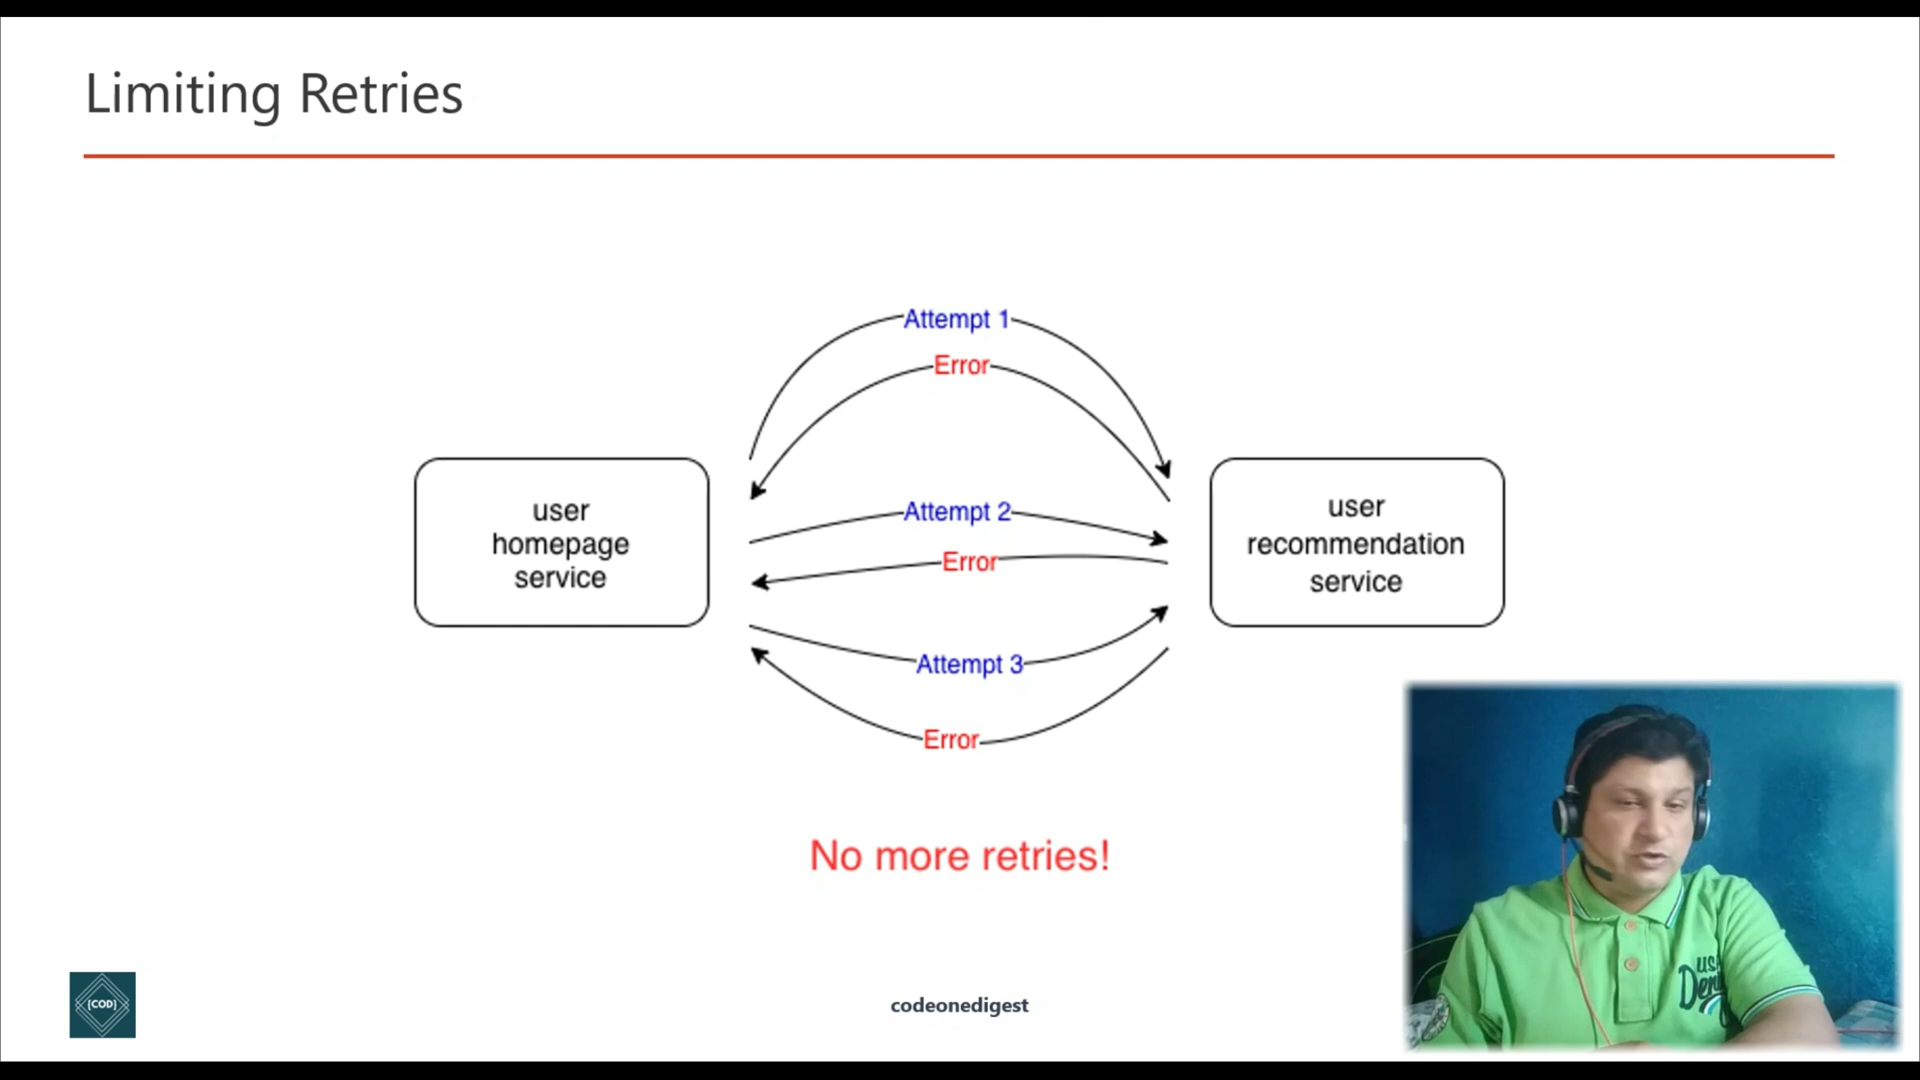 Limiting Retries
Attempt 1
Error
user
homepage
service
Attempt 2
Error
user
recommendation
service
Attempt 3
Error
No more retries!
{COD}
codeonedigest